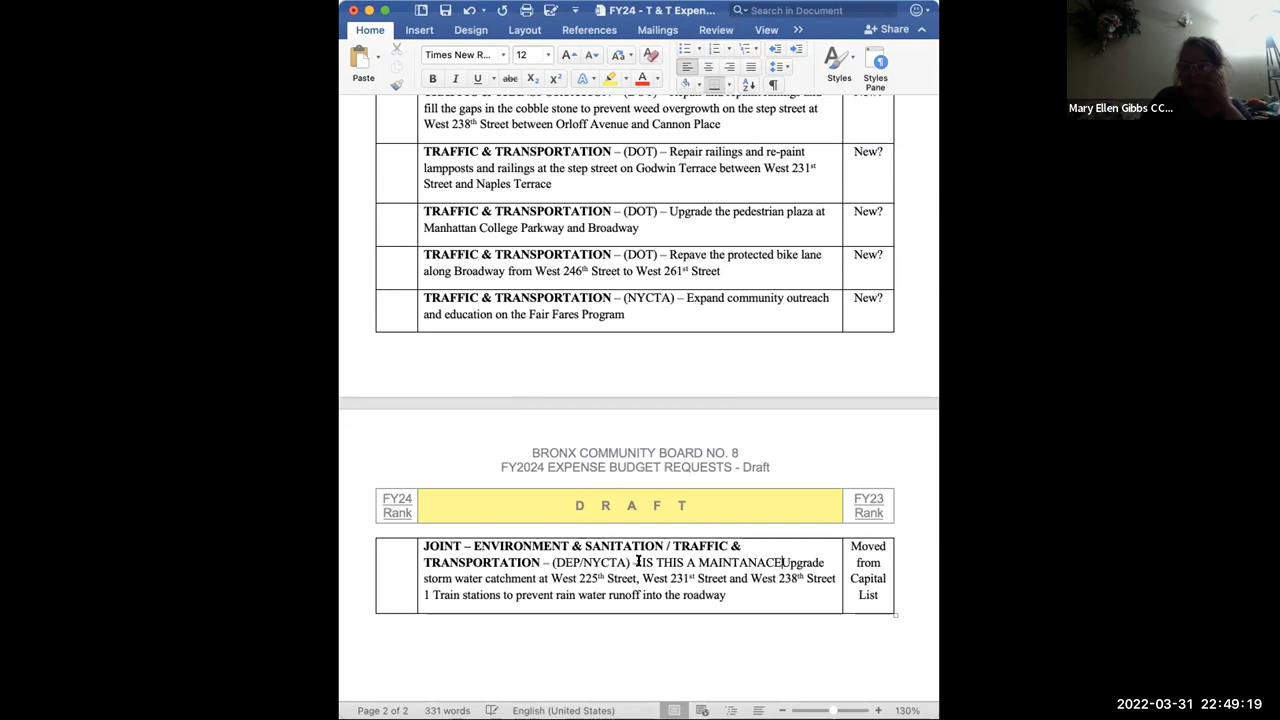 FY24 - T & T Expen...
Search in Document
Home Insert Design Layout References Mailings Review View >> Share
Times New R... 12
Paste
Styles
Styles Pane
fill the gaps in the cobble stone to prevent weed overgrowth on the step street at
West 238th Street between Orloff Avenue and Cannon Place
TRAFFIC & TRANSPORTATION – (DOT) – Repair railings and re-paint New?
lampposts and railings at the step street on Godwin Terrace between West 231st
Street and Naples Terrace
TRAFFIC & TRANSPORTATION – (DOT) – Upgrade the pedestrian plaza at New?
Manhattan College Parkway and Broadway
TRAFFIC & TRANSPORTATION – (DOT) – Repave the protected bike lane New?
along Broadway from West 246th Street to West 261st Street
TRAFFIC & TRANSPORTATION – (NYCTA) – Expand community outreach New?
and education on the Fair Fares Program
BRONX COMMUNITY BOARD NO. 8
FY2024 EXPENSE BUDGET REQUESTS - Draft
FY24 Rank
D R A F T
FY23 Rank
JOINT – ENVIRONMENT & SANITATION / TRAFFIC & Moved
TRANSPORTATION – (DEP/NYCTA) – IS THIS A MAINTANACEUpgrade from
storm water catchment at West 225th Street, West 231st Street and West 238th Street Capital
1 Train stations to prevent rain water runoff into the roadway List
Page 2 of 2 331 words English (United States) 130%
Mary Ellen Gibbs CC...
2022-03-31 22:49:19